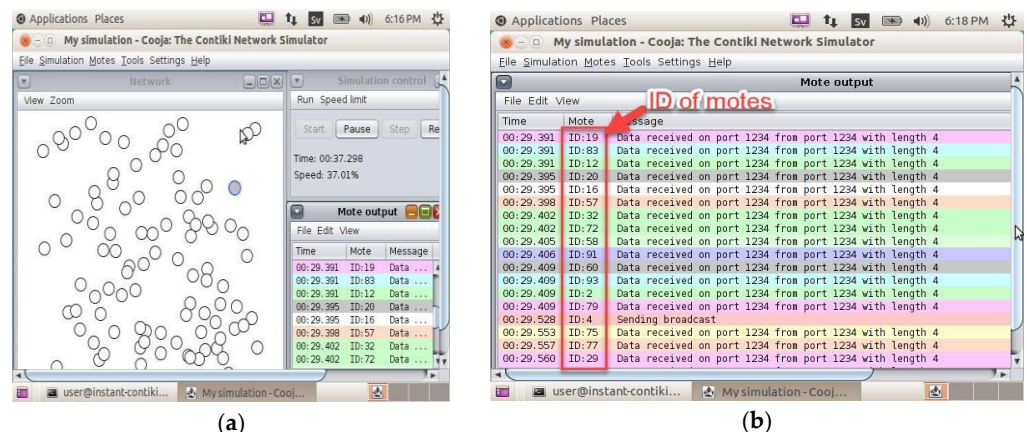 Applications Places Sv 6:16 PM
My simulation - Cooja: The Contiki Network Simulator
File Simulation Motes Tools Settings Help
Network
View Zoom
Simulation control
Run Speed limit
Start Pause Step Re
Time: 00:37.298
Speed: 37.01%
Mote output
File Edit View
Time Mote Message
00:29.391 ID:19 Data ...
00:29.391 ID:83 Data ...
00:29.391 ID:12 Data ...
00:29.395 ID:20 Data ...
00:29.395 ID:16 Data ...
00:29.398 ID:57 Data ...
00:29.402 ID:32 Data ...
00:29.402 ID:72 Data ...
user@instant-contiki... My simulation - Cooj...
(a)
Applications Places Sv 6:18 PM
My simulation - Cooja: The Contiki Network Simulator
File Simulation Motes Tools Settings Help
Mote output
File Edit View
ID of motes
Time Mote Message
00:29.391 ID:19 Data received on port 1234 from port 1234 with length 4
00:29.391 ID:83 Data received on port 1234 from port 1234 with length 4
00:29.391 ID:12 Data received on port 1234 from port 1234 with length 4
00:29.395 ID:20 Data received on port 1234 from port 1234 with length 4
00:29.395 ID:16 Data received on port 1234 from port 1234 with length 4
00:29.398 ID:57 Data received on port 1234 from port 1234 with length 4
00:29.402 ID:32 Data received on port 1234 from port 1234 with length 4
00:29.402 ID:72 Data received on port 1234 from port 1234 with length 4
00:29.405 ID:58 Data received on port 1234 from port 1234 with length 4
00:29.406 ID:91 Data received on port 1234 from port 1234 with length 4
00:29.409 ID:60 Data received on port 1234 from port 1234 with length 4
00:29.409 ID:93 Data received on port 1234 from port 1234 with length 4
00:29.409 ID:2 Data received on port 1234 from port 1234 with length 4
00:29.409 ID:79 Data received on port 1234 from port 1234 with length 4
00:29.528 ID:4 Sending broadcast
00:29.553 ID:75 Data received on port 1234 from port 1234 with length 4
00:29.557 ID:77 Data received on port 1234 from port 1234 with length 4
00:29.560 ID:29 Data received on port 1234 from port 1234 with length 4
user@instant-contiki... My simulation - Cooj...
(b)